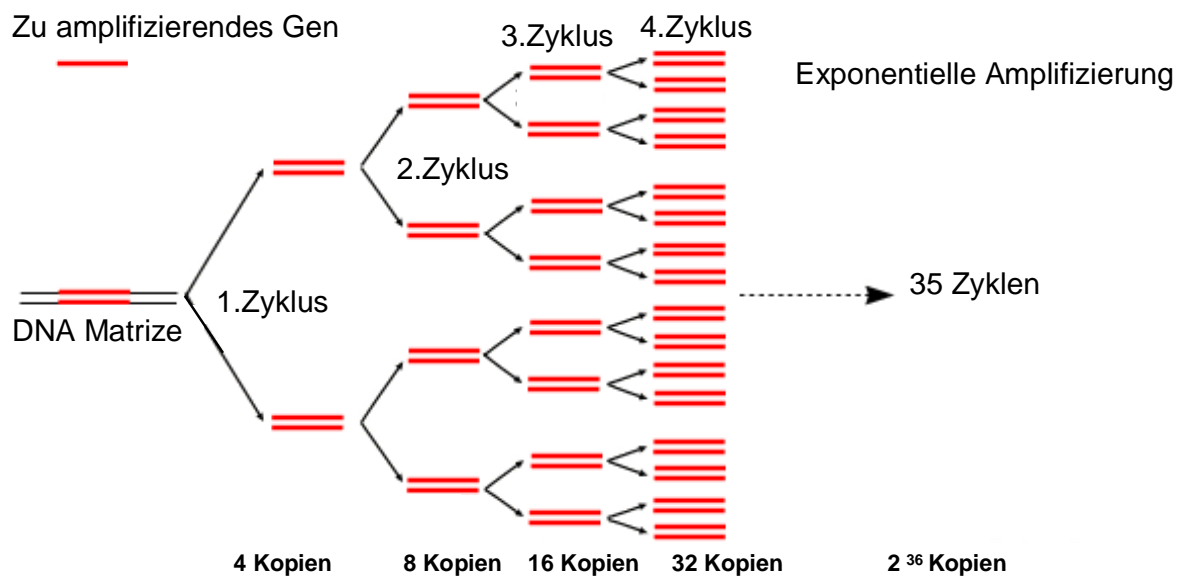 Zu amplifizierendes Gen
3.Zyklus
4.Zyklus
Exponentielle Amplifizierung
2.Zyklus
1.Zyklus
35 Zyklen
DNA Matrize
4 Kopien
8 Kopien
16 Kopien
32 Kopien
2 36 Kopien